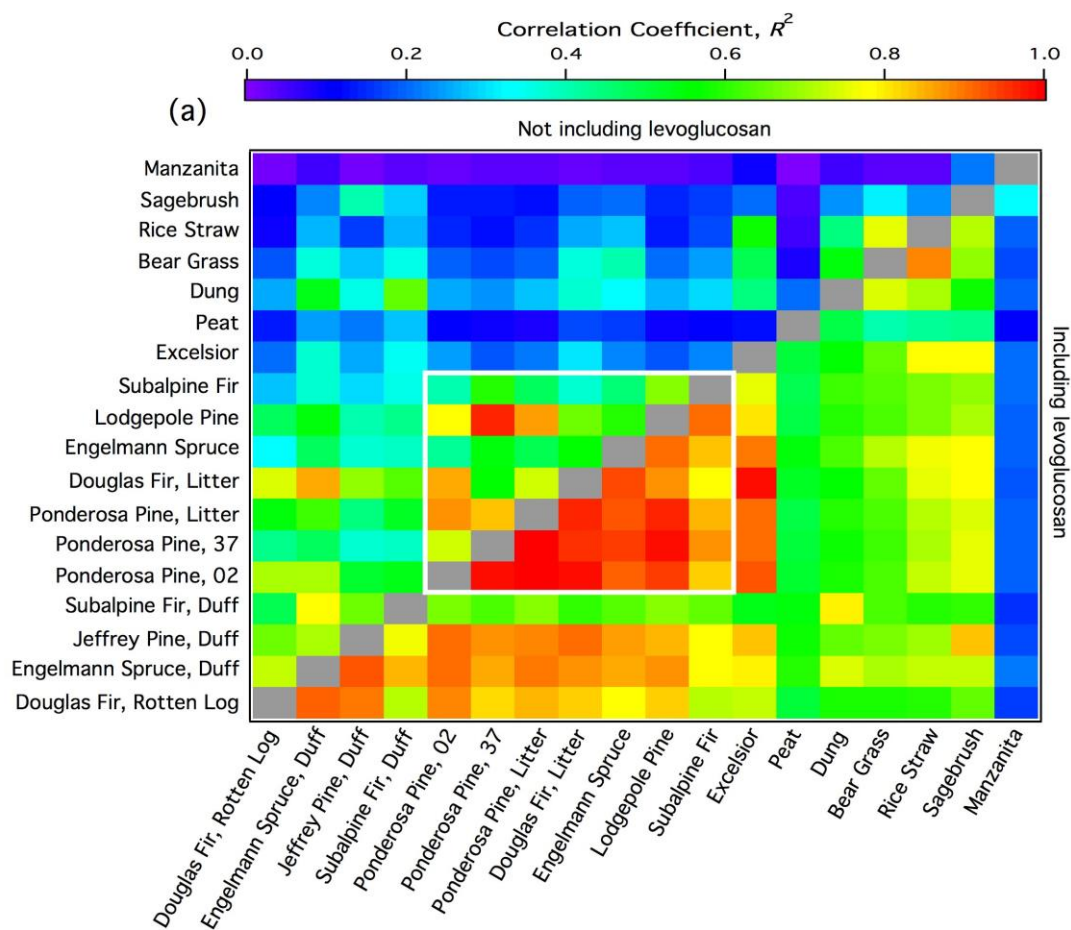 Correlation Coefficient, R²
0.0 0.2 0.4 0.6 0.8 1.0
(a)
Not including levoglucosan
Manzanita
Sagebrush
Rice Straw
Bear Grass
Dung
Peat
Excelsior
Subalpine Fir
Lodgepole Pine
Engelmann Spruce
Douglas Fir, Litter
Ponderosa Pine, Litter
Ponderosa Pine, 37
Ponderosa Pine, 02
Subalpine Fir, Duff
Jeffrey Pine, Duff
Engelmann Spruce, Duff
Douglas Fir, Rotten Log
Including levoglucosan
Douglas Fir, Rotten Log
Engelmann Spruce, Duff
Jeffrey Pine, Duff
Subalpine Fir, Duff
Ponderosa Pine, 02
Ponderosa Pine, 37
Ponderosa Pine, Litter
Douglas Fir, Litter
Engelmann Spruce
Lodgepole Pine
Subalpine Fir
Excelsior
Peat
Dung
Bear Grass
Rice Straw
Sagebrush
Manzanita